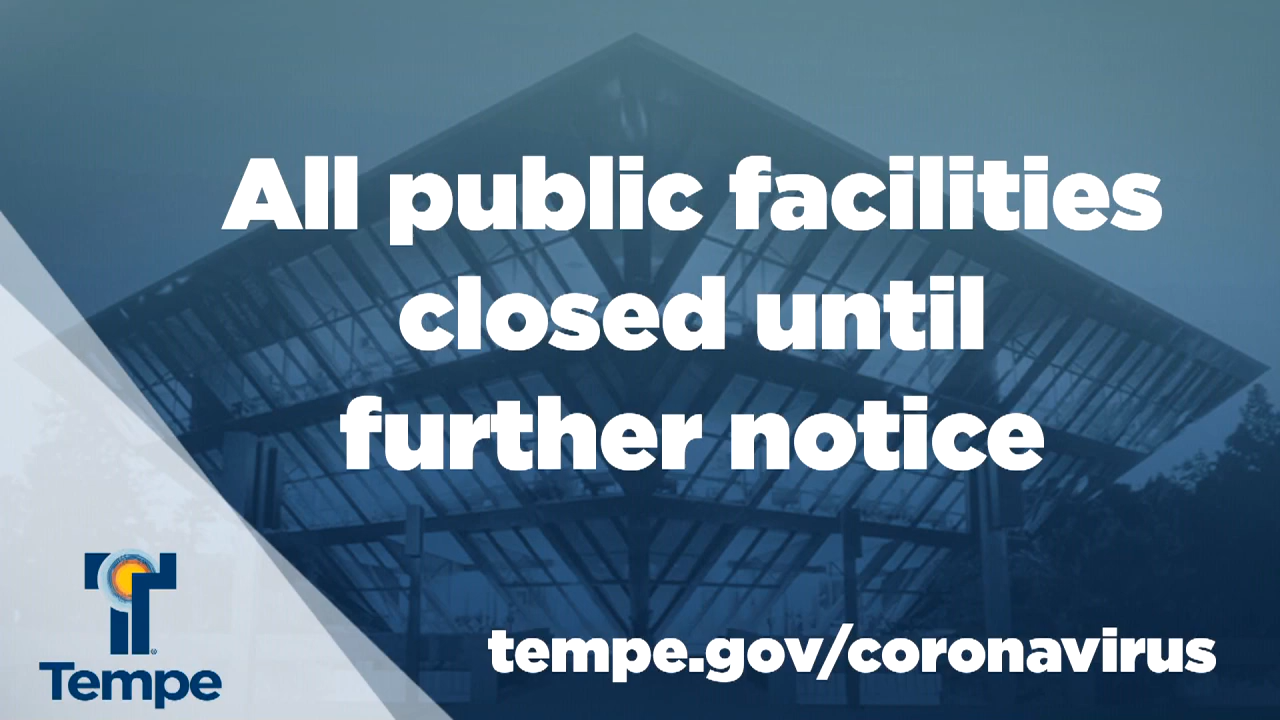 All public facilities
closed until
further notice
tempe.gov/coronavirus
Tempe